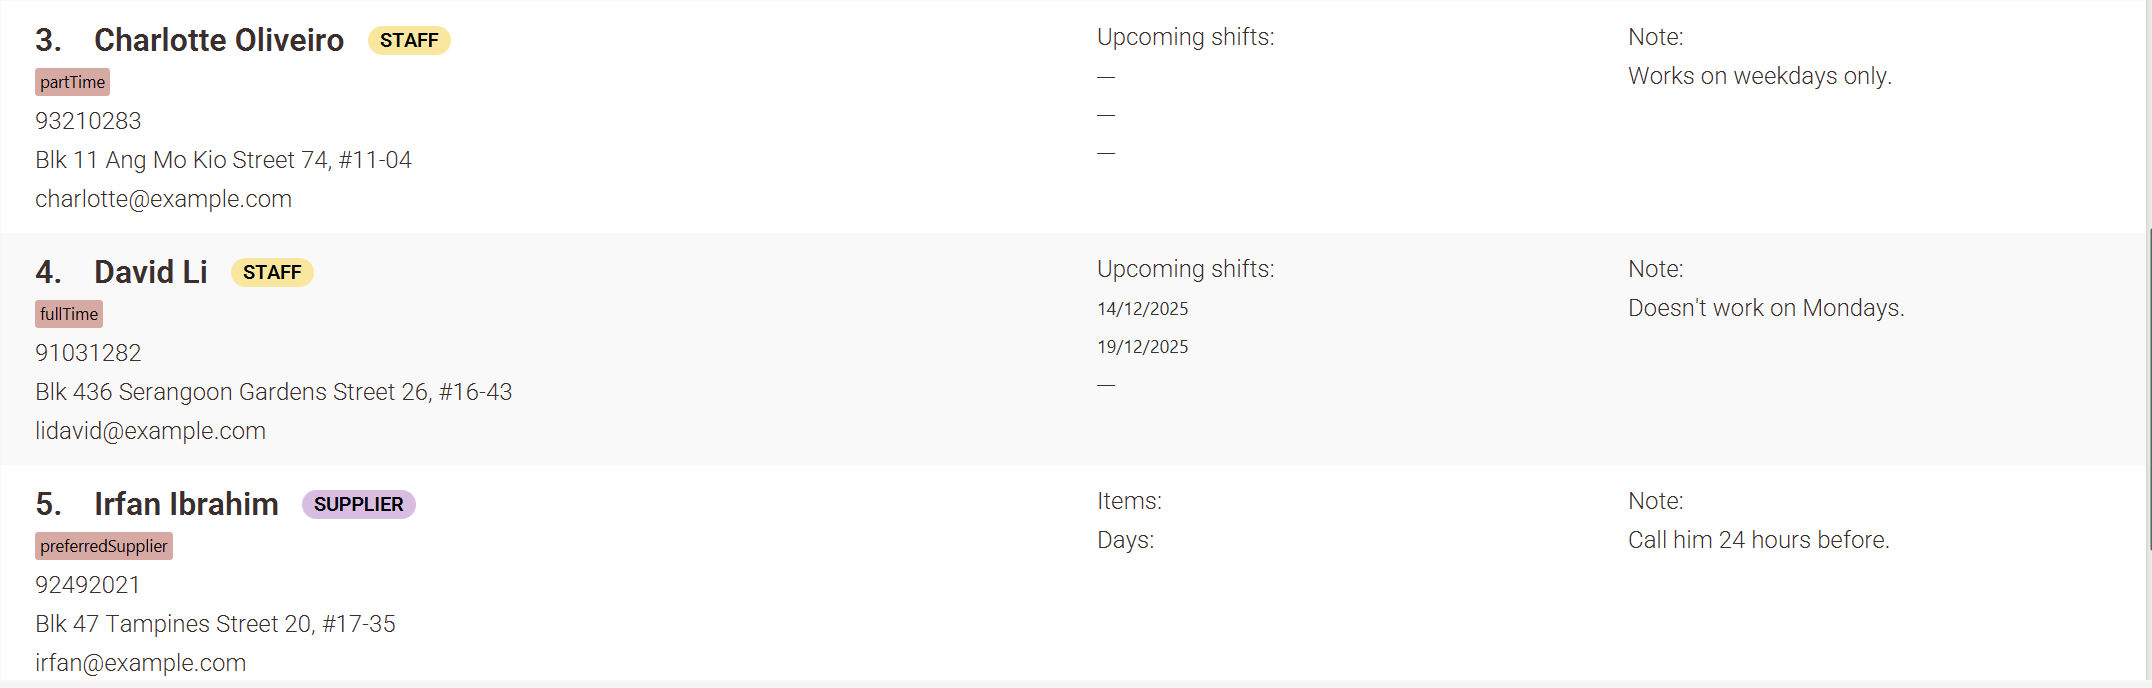 3. Charlotte Oliveiro STAFF
partTime
93210283
Blk 11 Ang Mo Kio Street 74, #11-04
charlotte@example.com
Upcoming shifts:
—
—
—
Note:
Works on weekdays only.
4. David Li STAFF
fullTime
91031282
Blk 436 Serangoon Gardens Street 26, #16-43
lidavid@example.com
Upcoming shifts:
14/12/2025
19/12/2025
—
Note:
Doesn't work on Mondays.
5. Irfan Ibrahim SUPPLIER
preferredSupplier
92492021
Blk 47 Tampines Street 20, #17-35
irfan@example.com
Items:
Days:
Note:
Call him 24 hours before.